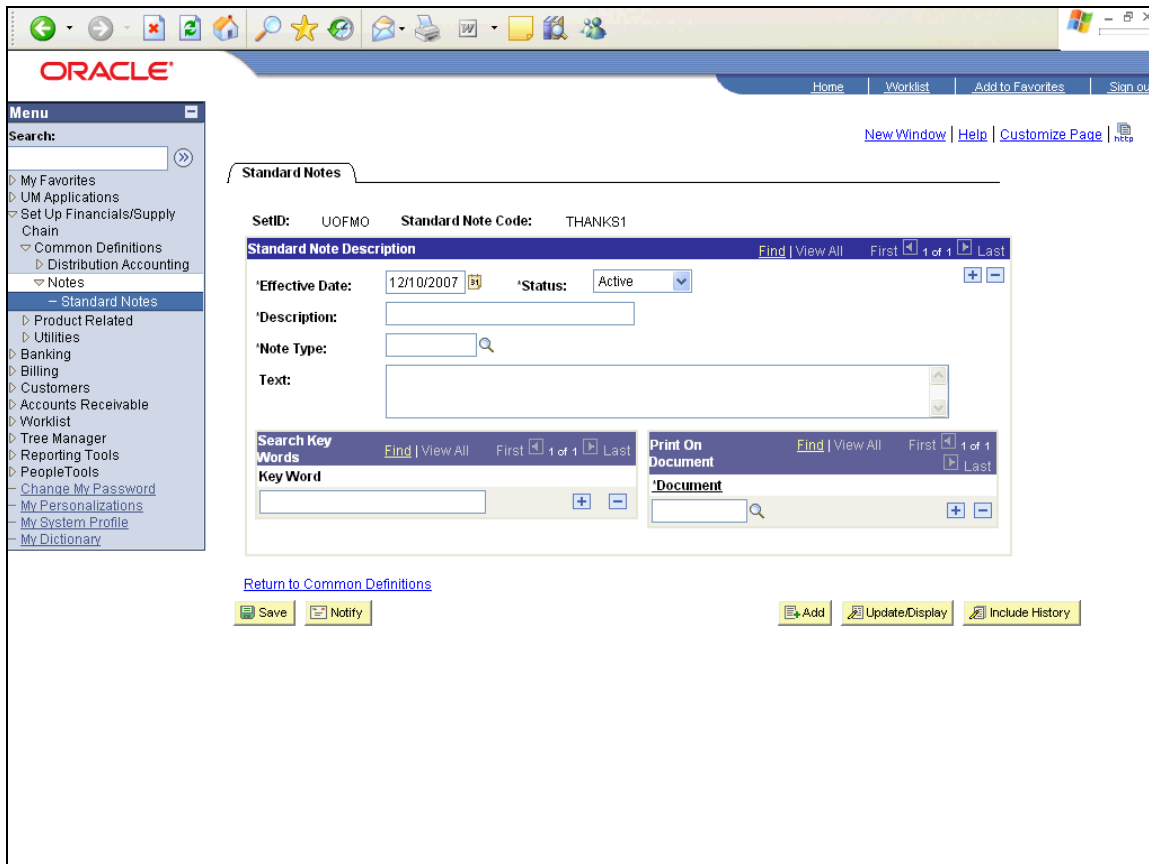 ORACLE®
Home | Worklist | Add to Favorites | Sign ou
Menu
Search:
My Favorites
UM Applications
Set Up Financials/Supply
Chain
Common Definitions
Distribution Accounting
Notes
Standard Notes
Product Related
Utilities
Banking
Billing
Customers
Accounts Receivable
Worklist
Tree Manager
Reporting Tools
PeopleTools
Change My Password
My Personalizations
My System Profile
My Dictionary
New Window | Help | Customize Page | http
Standard Notes
SetID: UOFMO Standard Note Code: THANKS1
Standard Note Description Find | View All First 1 of 1 Last
*Effective Date: 12/10/2007 31 *Status: Active
*Description:
*Note Type:
Text:
Search Key
Words
Find | View All First 1 of 1 Last
Key Word
Print On
Document
Find | View All First 1 of 1
Last
*Document
Return to Common Definitions
Save Notify Add Update/Display Include History